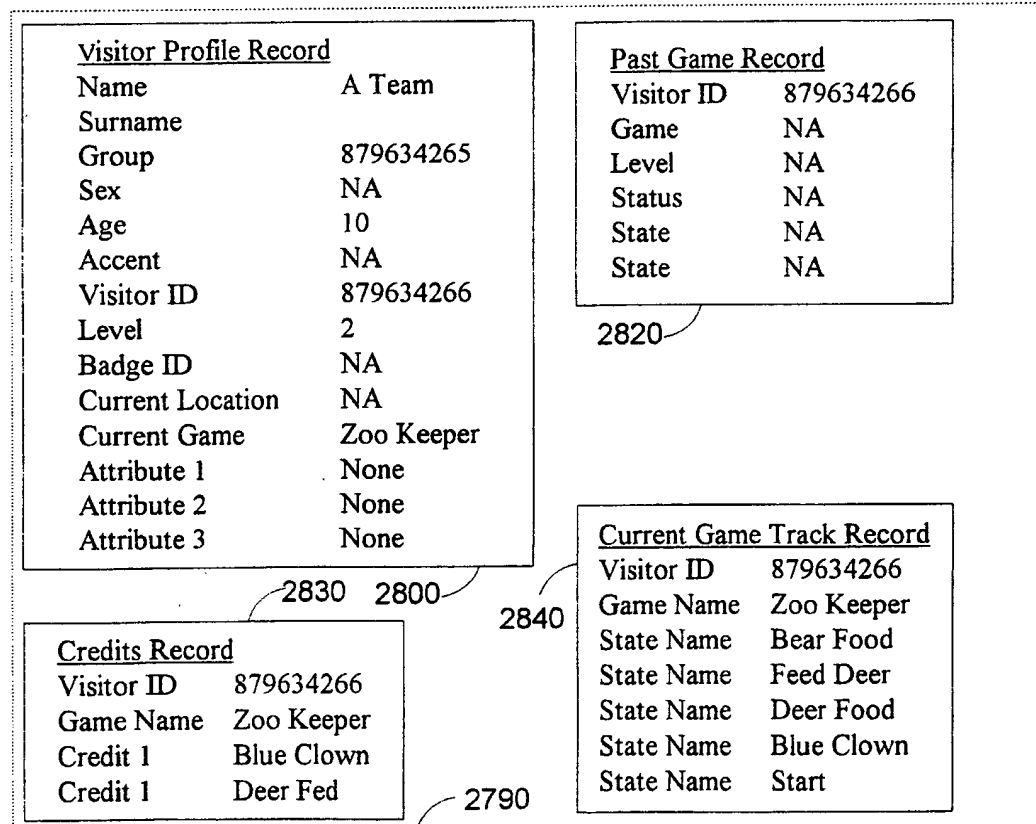 Visitor Profile Record
Name A Team
Surname
Group 879634265
Sex NA
Age 10
Accent NA
Visitor ID 879634266
Level 2
Badge ID NA
Current Location NA
Current Game Zoo Keeper
Attribute 1 None
Attribute 2 None
Attribute 3 None
2800
Past Game Record
Visitor ID 879634266
Game NA
Level NA
Status NA
State NA
State NA
2820
2830
Credits Record
Visitor ID 879634266
Game Name Zoo Keeper
Credit 1 Blue Clown
Credit 1 Deer Fed
2840
Current Game Track Record
Visitor ID 879634266
Game Name Zoo Keeper
State Name Bear Food
State Name Feed Deer
State Name Deer Food
State Name Blue Clown
State Name Start
2790